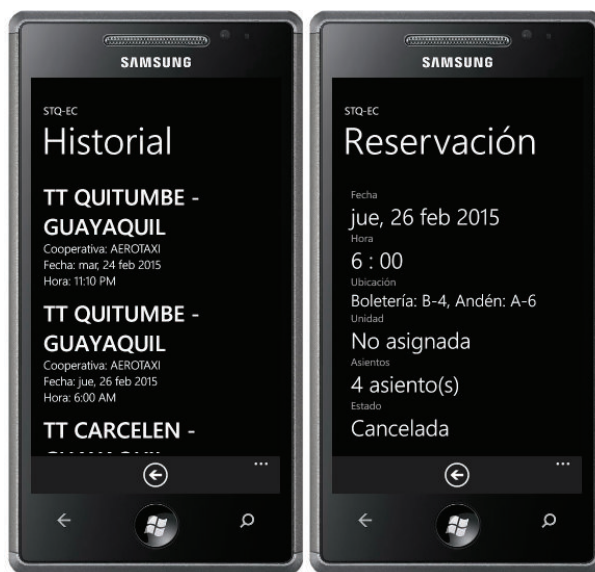 SAMSUNG
STQ-EC
Historial
TT QUITUMBE -
GUAYAQUIL
Cooperativa: AEROTAXI
Fecha: mar, 24 feb 2015
Hora: 11:10 PM
TT QUITUMBE -
GUAYAQUIL
Cooperativa: AEROTAXI
Fecha: jue, 26 feb 2015
Hora: 6:00 AM
TT CARCELEN -
SAMSUNG
STQ-EC
Reservación
Fecha
jue, 26 feb 2015
Hora
6 : 00
Ubicación
Boletería: B-4, Andén: A-6
Unidad
No asignada
Asientos
4 asiento(s)
Estado
Cancelada